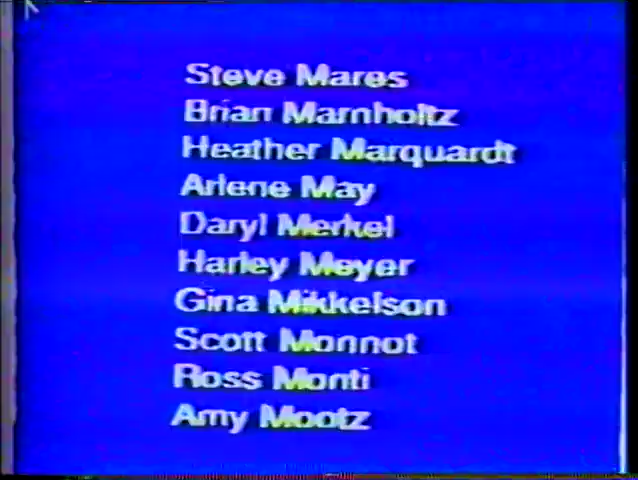 Steve Mares
Brian Marnholtz
Heather Marquardt
Arlene May
Daryl Merkel
Harley Meyer
Gina Mikkelson
Scott Monnot
Ross Monti
Amy Mootz